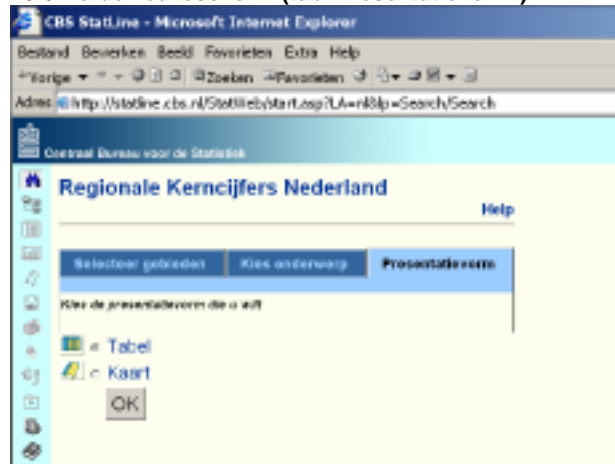 CBS StatLine - Microsoft Internet Explorer
Bestand Bewerken Beeld Favorieten Extra Help
Vorige Zoeken Favorieten
Adres http://statline.cbs.nl/StatWeb/start.asp?LA=nl&lp=Search/Search
Centraal Bureau voor de Statistiek
Regionale Kerncijfers Nederland
Help
Selecteer gebieden Kies onderwerp Presentatievorm
Kies de presentatievorm die u wilt
Tabel
Kaart
OK